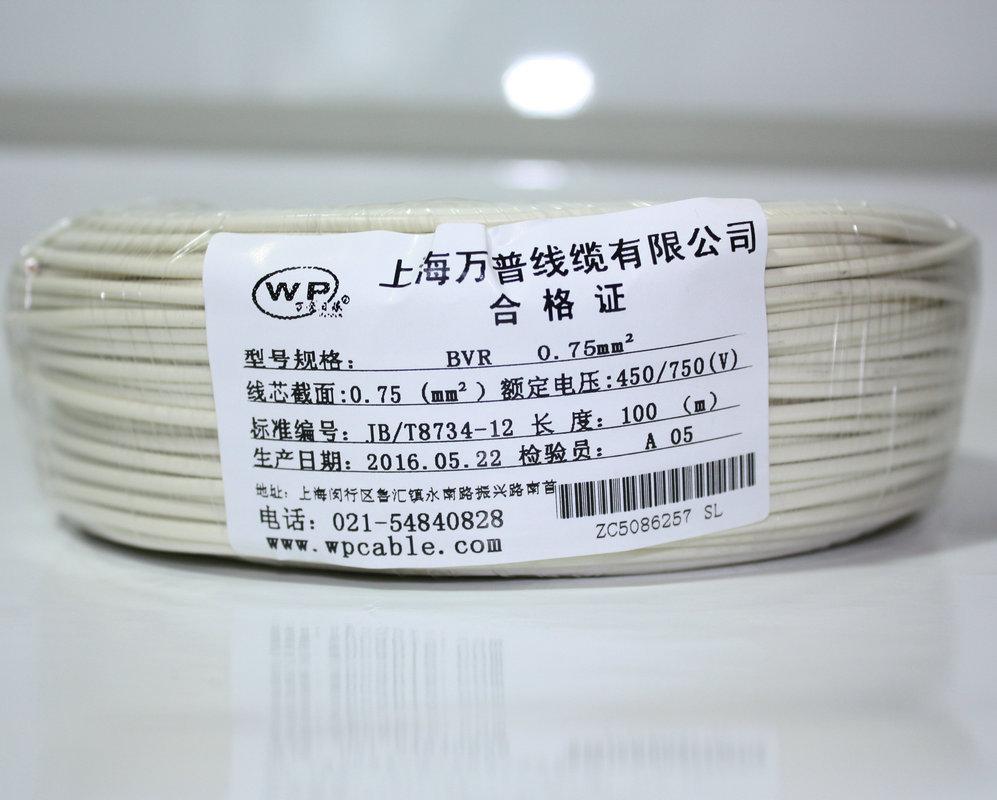 WP®
上海万普线缆有限公司
合格证
型号规格： BVR 0.75mm²
线芯截面:0.75 (mm²) 额定电压:450/750(V)
标准编号: JB/T8734-12 长 度: 100 (m)
生产日期: 2016.05.22 检验员: A 05
地址: 上海闵行区鲁汇镇永南路振兴路南首
电话: 021-54840828
www.wpcable.com
ZC5086257 SL